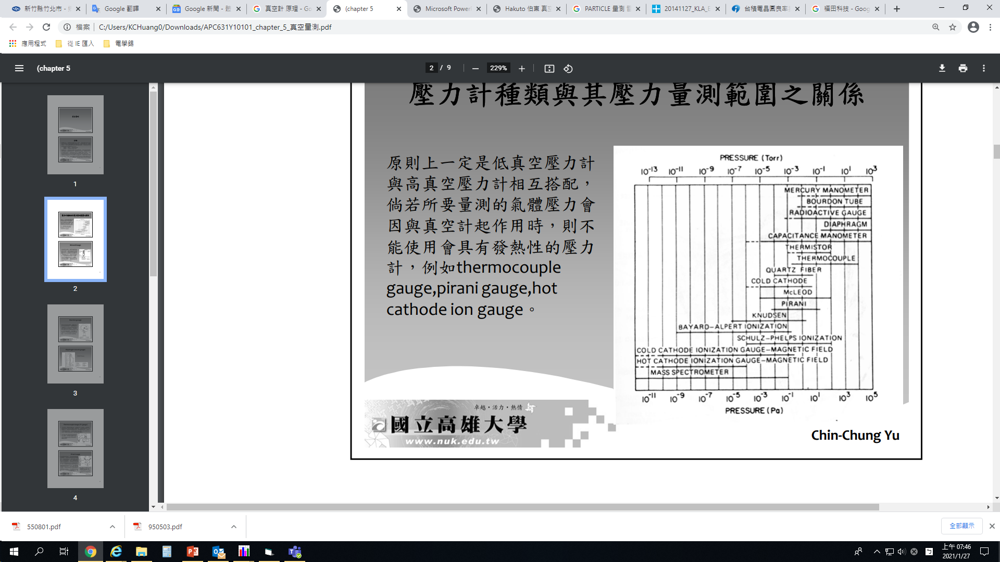 新竹縣竹北市 -
Google 翻譯
Google 新聞 - 體
真空計 原理 - Go
(chapter 5
Microsoft PowerP
Hakuto 伯東 真空
PARTICLE 量測
20141127_KLA_E
台積電晶圓良率
福田科技 - Goog
檔案
C:/Users/KCHuang0/Downloads/APC631Y10101_chapter_5_真空量測.pdf
應用程式
從 IE 匯入
電學錫
(chapter 5
2 / 9
229%
1
2
3
4
壓力計種類與其壓力量測範圍之關係
原則上一定是低真空壓力計
與高真空壓力計相互搭配，
倘若所要量測的氣體壓力會
因與真空計起作用時，則不
能使用會具有發熱性的壓力
計，例如thermocouple
gauge,pirani gauge,hot
cathode ion gauge。
PRESSURE (Torr)
10⁻¹³ 10⁻¹¹ 10⁻⁹ 10⁻⁷ 10⁻⁵ 10⁻³ 10⁻¹ 10¹ 10³
MERCURY MANOMETER
BOURDON TUBE
RADIOACTIVE GAUGE
DIAPHRAGM
CAPACITANCE MANOMETER
THERMISTOR
THERMOCOUPLE
QUARTZ FIBER
COLD CATHODE
McLEOD
PIRANI
KNUDSEN
BAYARD-ALPERT IONIZATION
SCHULZ-PHELPS IONIZATION
COLD CATHODE IONIZATION GAUGE-MAGNETIC FIELD
HOT CATHODE IONIZATION GAUGE-MAGNETIC FIELD
MASS SPECTROMETER
10⁻¹¹ 10⁻⁹ 10⁻⁷ 10⁻⁵ 10⁻³ 10⁻¹ 10¹ 10³ 10⁵
PRESSURE (Pa)
卓越・活力・熱情
國立高雄大學
www.nuk.edu.tw
Chin-Chung Yu
550801.pdf
950503.pdf
全部顯示
上午 07:46
2021/1/27